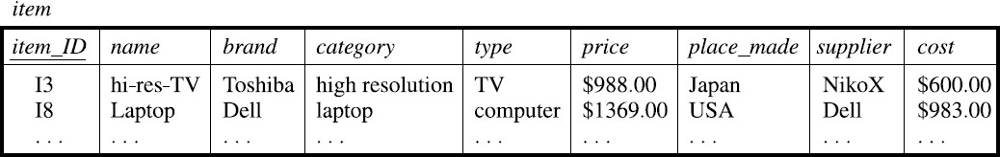 item
item_ID name brand category type price place_made supplier cost
I3 hi-res-TV Toshiba high resolution TV $988.00 Japan NikoX $600.00
I8 Laptop Dell laptop computer $1369.00 USA Dell $983.00
. . . . . . . . . . . . . . . . . . . . . . . . . . .